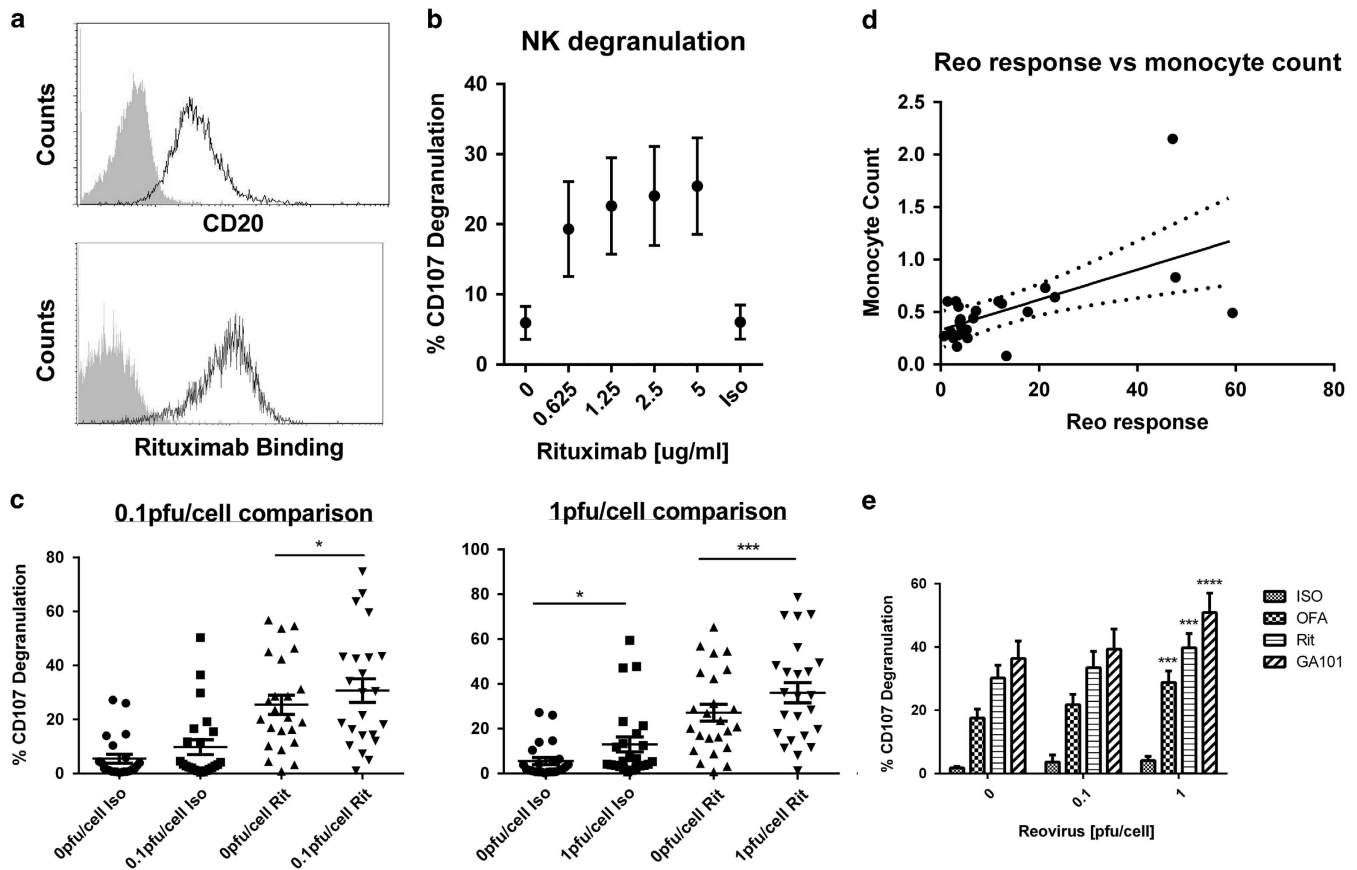 a
Counts
CD20
Counts
Rituximab Binding
b
NK degranulation
% CD107 Degranulation
40
30
20
10
0
0
0.625
1.25
2.5
5
Iso
Rituximab [ug/ml]
d
Reo response vs monocyte count
Monocyte Count
2.5
2.0
1.5
1.0
0.5
0.0
0
20
40
60
80
Reo response
c
0.1pfu/cell comparison
% CD107 Degranulation
80
60
40
20
0
*
0pfu/cell Iso
0.1pfu/cell Iso
0pfu/cell Rit
0.1pfu/cell Rit
1pfu/cell comparison
100
80
60
40
20
0
*
***
0pfu/cell Iso
1pfu/cell Iso
0pfu/cell Rit
1pfu/cell Rit
e
% CD107 Degranulation
60
40
20
0
***
***
****
0
0.1
1
Reovirus [pfu/cell]
ISO
OFA
Rit
GA101